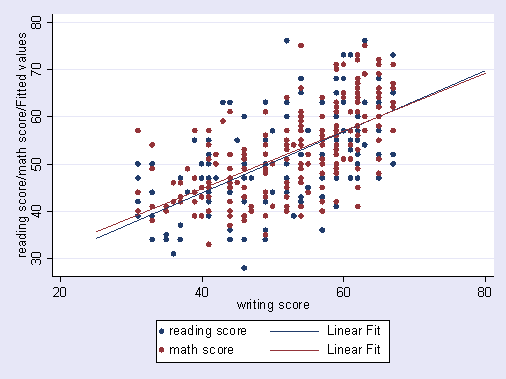 80
70
60
50
40
30
reading score/math score/Fitted values
20
40
60
80
writing score
reading score
Linear Fit
math score
Linear Fit